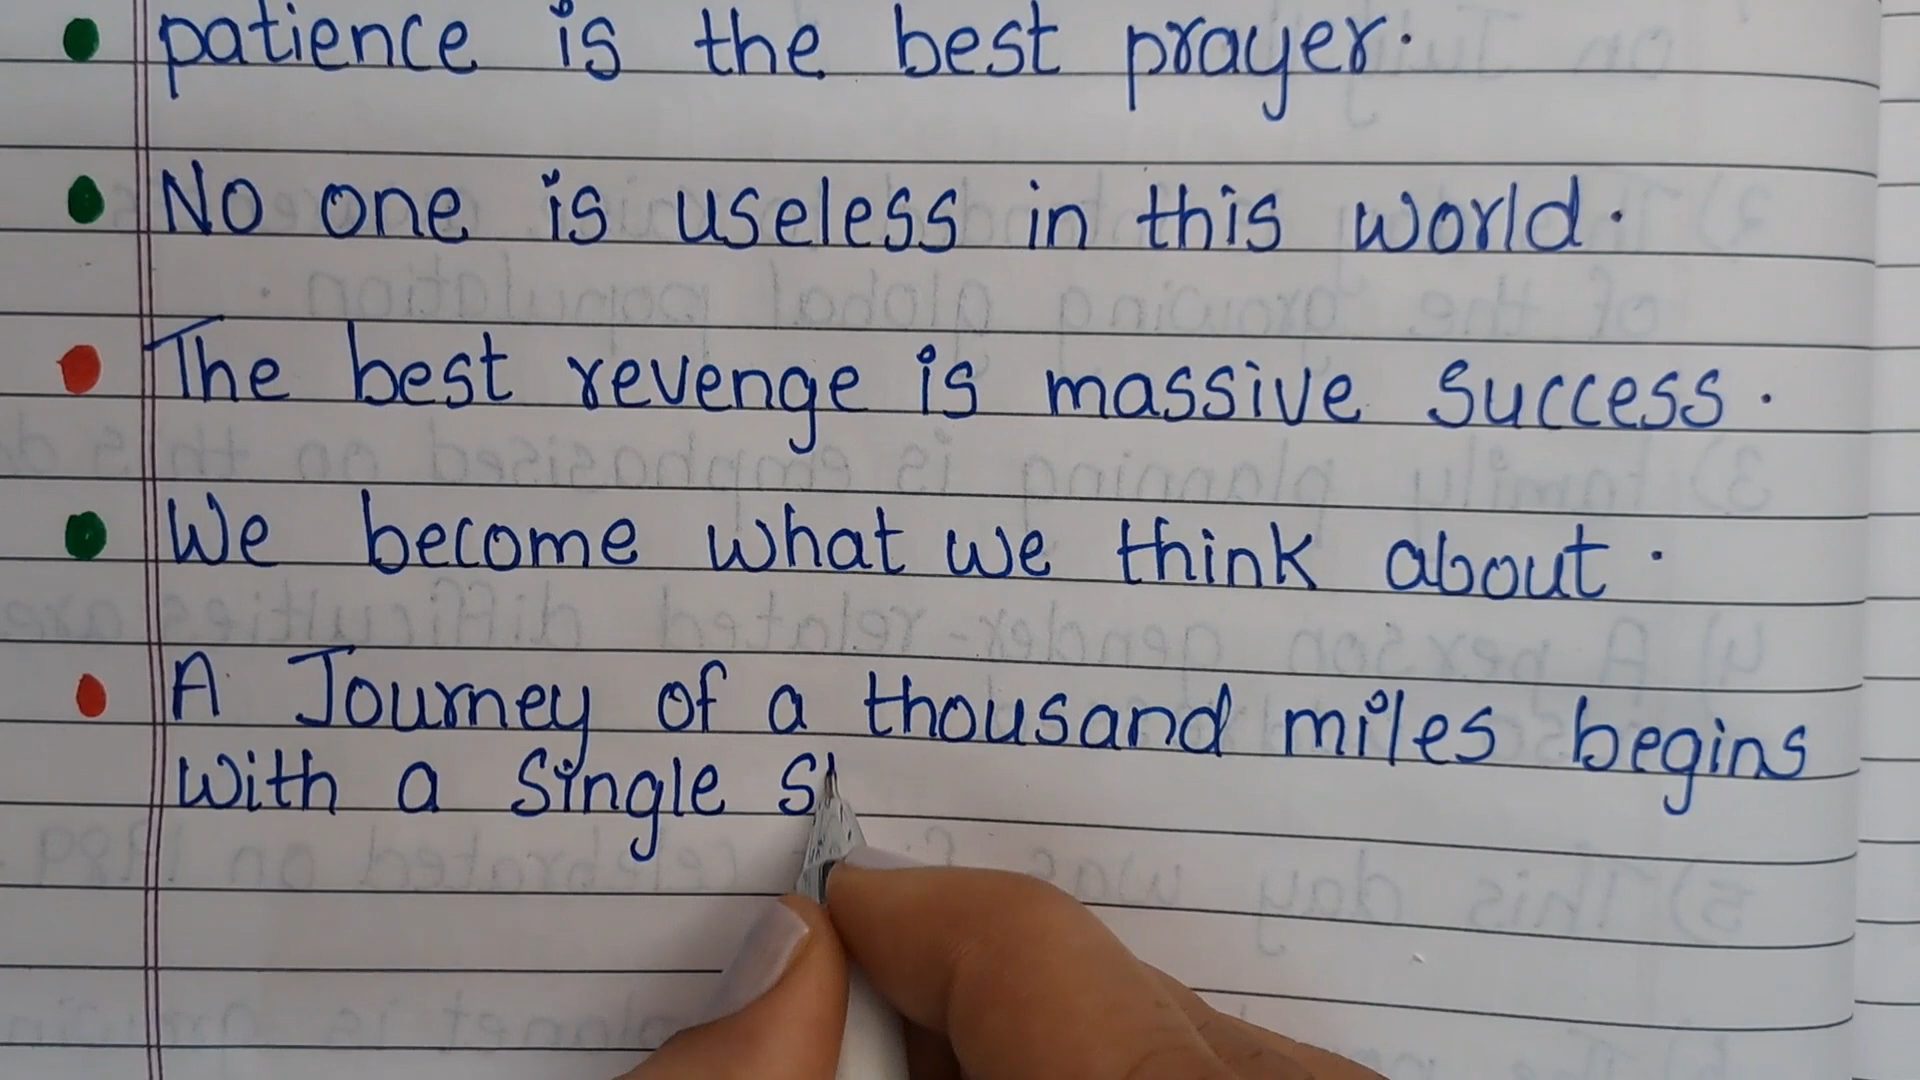 patience is the best prayer.
No one is useless in this world.
The best revenge is massive success.
We become what we think about.
A Journey of a thousand miles begins
with a single